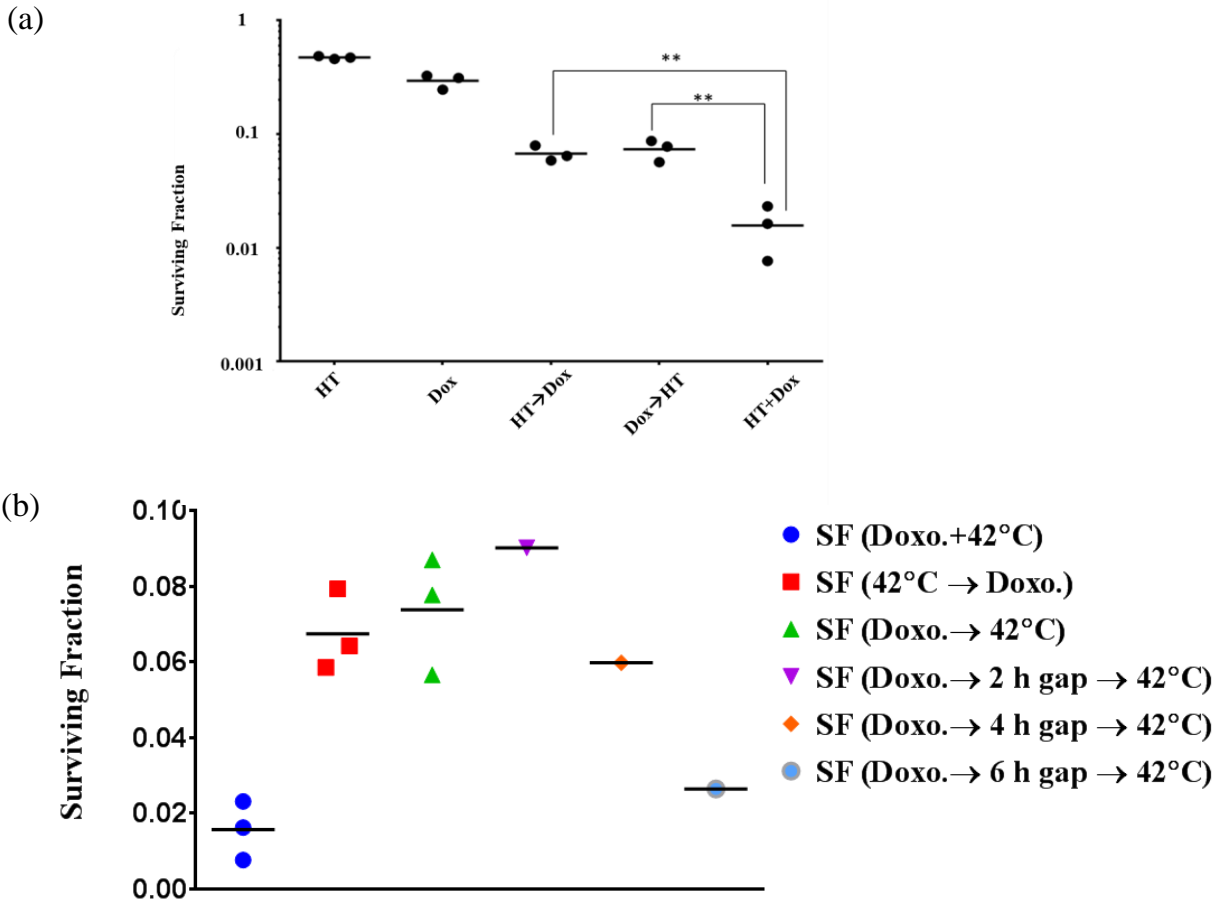 (a)
1
**
**
0.1
0.01
0.001
Surviving Fraction
HT
Dox
HT→Dox
Dox→HT
HT+Dox
(b)
0.10
0.08
0.06
0.04
0.02
0.00
Surviving Fraction
SF (Doxo.+42°C)
SF (42°C → Doxo.)
SF (Doxo.→ 42°C)
SF (Doxo.→ 2 h gap → 42°C)
SF (Doxo.→ 4 h gap → 42°C)
SF (Doxo.→ 6 h gap → 42°C)